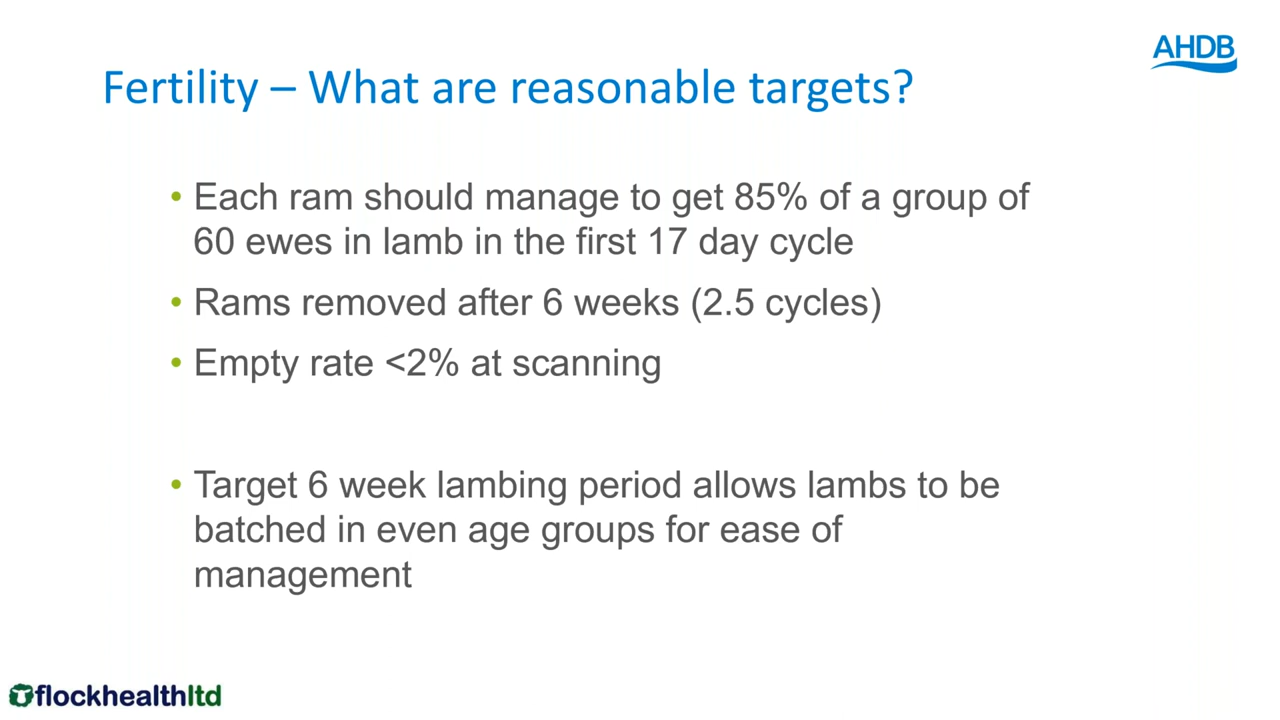 AHDB
Fertility – What are reasonable targets?
• Each ram should manage to get 85% of a group of
60 ewes in lamb in the first 17 day cycle
• Rams removed after 6 weeks (2.5 cycles)
• Empty rate <2% at scanning
• Target 6 week lambing period allows lambs to be
batched in even age groups for ease of
management
flockhealthltd